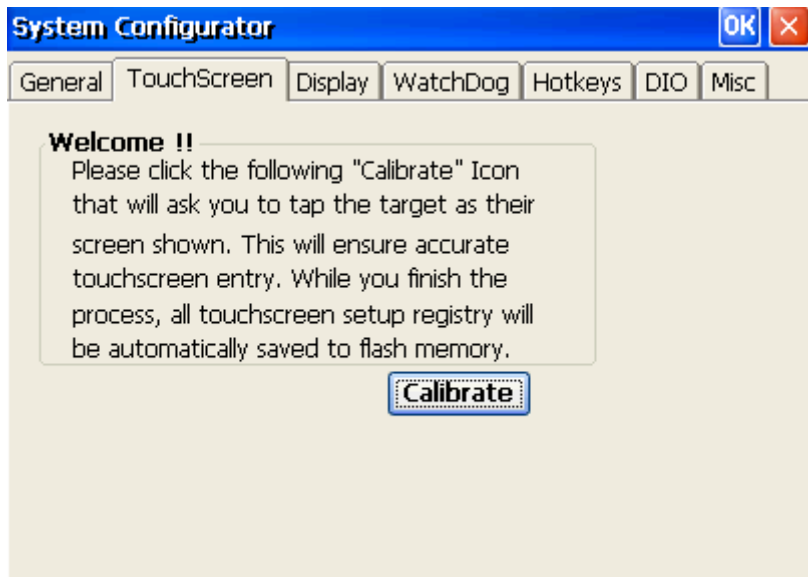 System Configurator OK
General TouchScreen Display WatchDog Hotkeys DIO Misc
Welcome !!
Please click the following "Calibrate" Icon
that will ask you to tap the target as their
screen shown. This will ensure accurate
touchscreen entry. While you finish the
process, all touchscreen setup registry will
be automatically saved to flash memory.
Calibrate